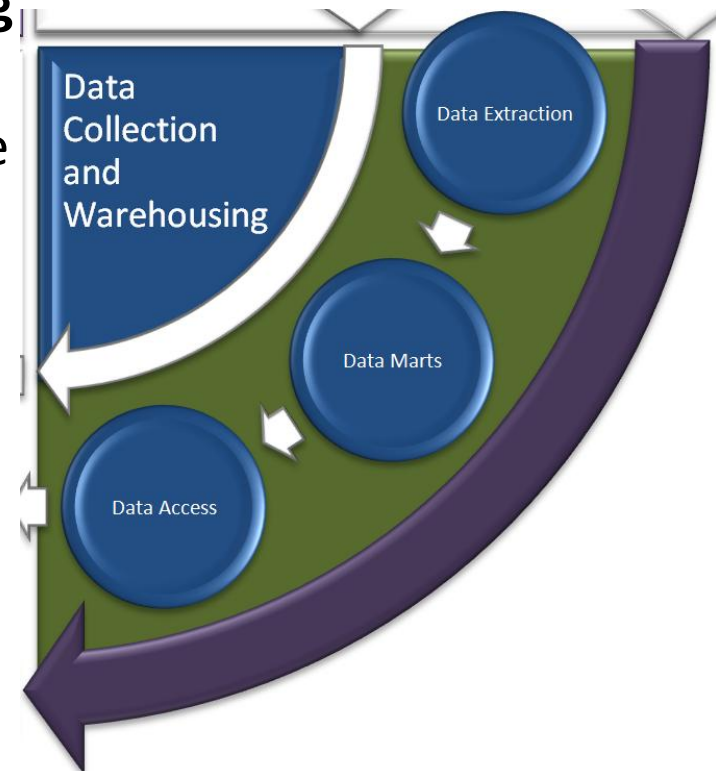 g
e
Data
Collection
and
Warehousing
Data Extraction
Data Marts
Data Access